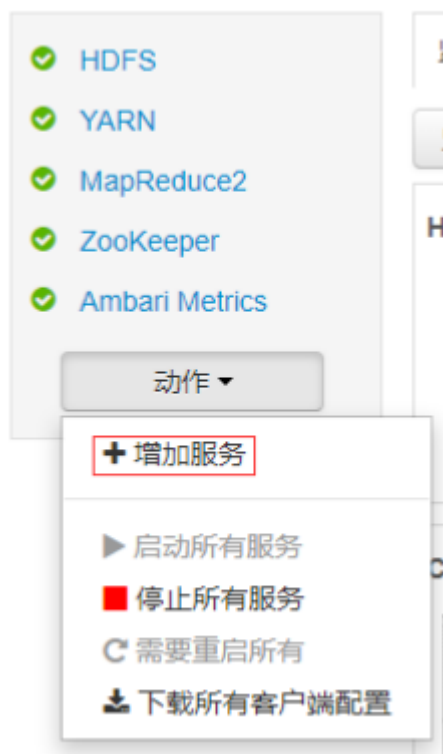 HDFS
YARN
MapReduce2
ZooKeeper
Ambari Metrics
动作
增加服务
启动所有服务
停止所有服务
需要重启所有
下载所有客户端配置